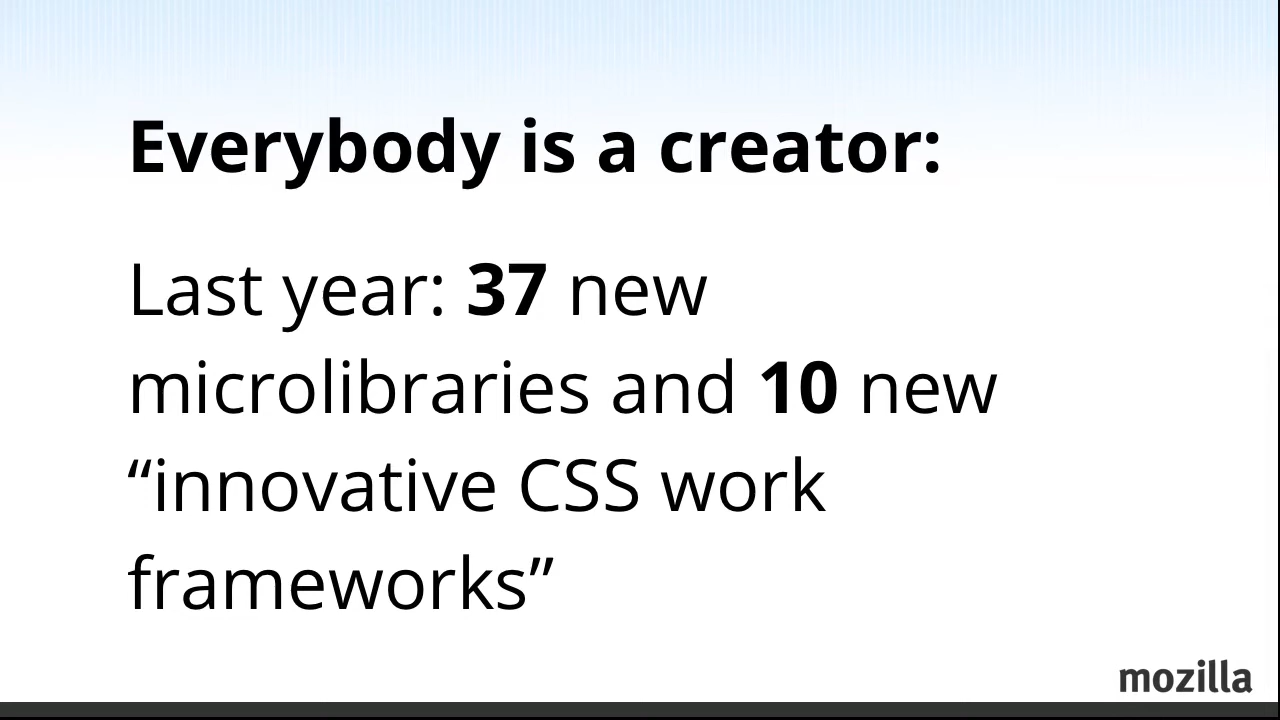 Everybody is a creator:
Last year: 37 new
microlibraries and 10 new
“innovative CSS work
frameworks”
mozilla